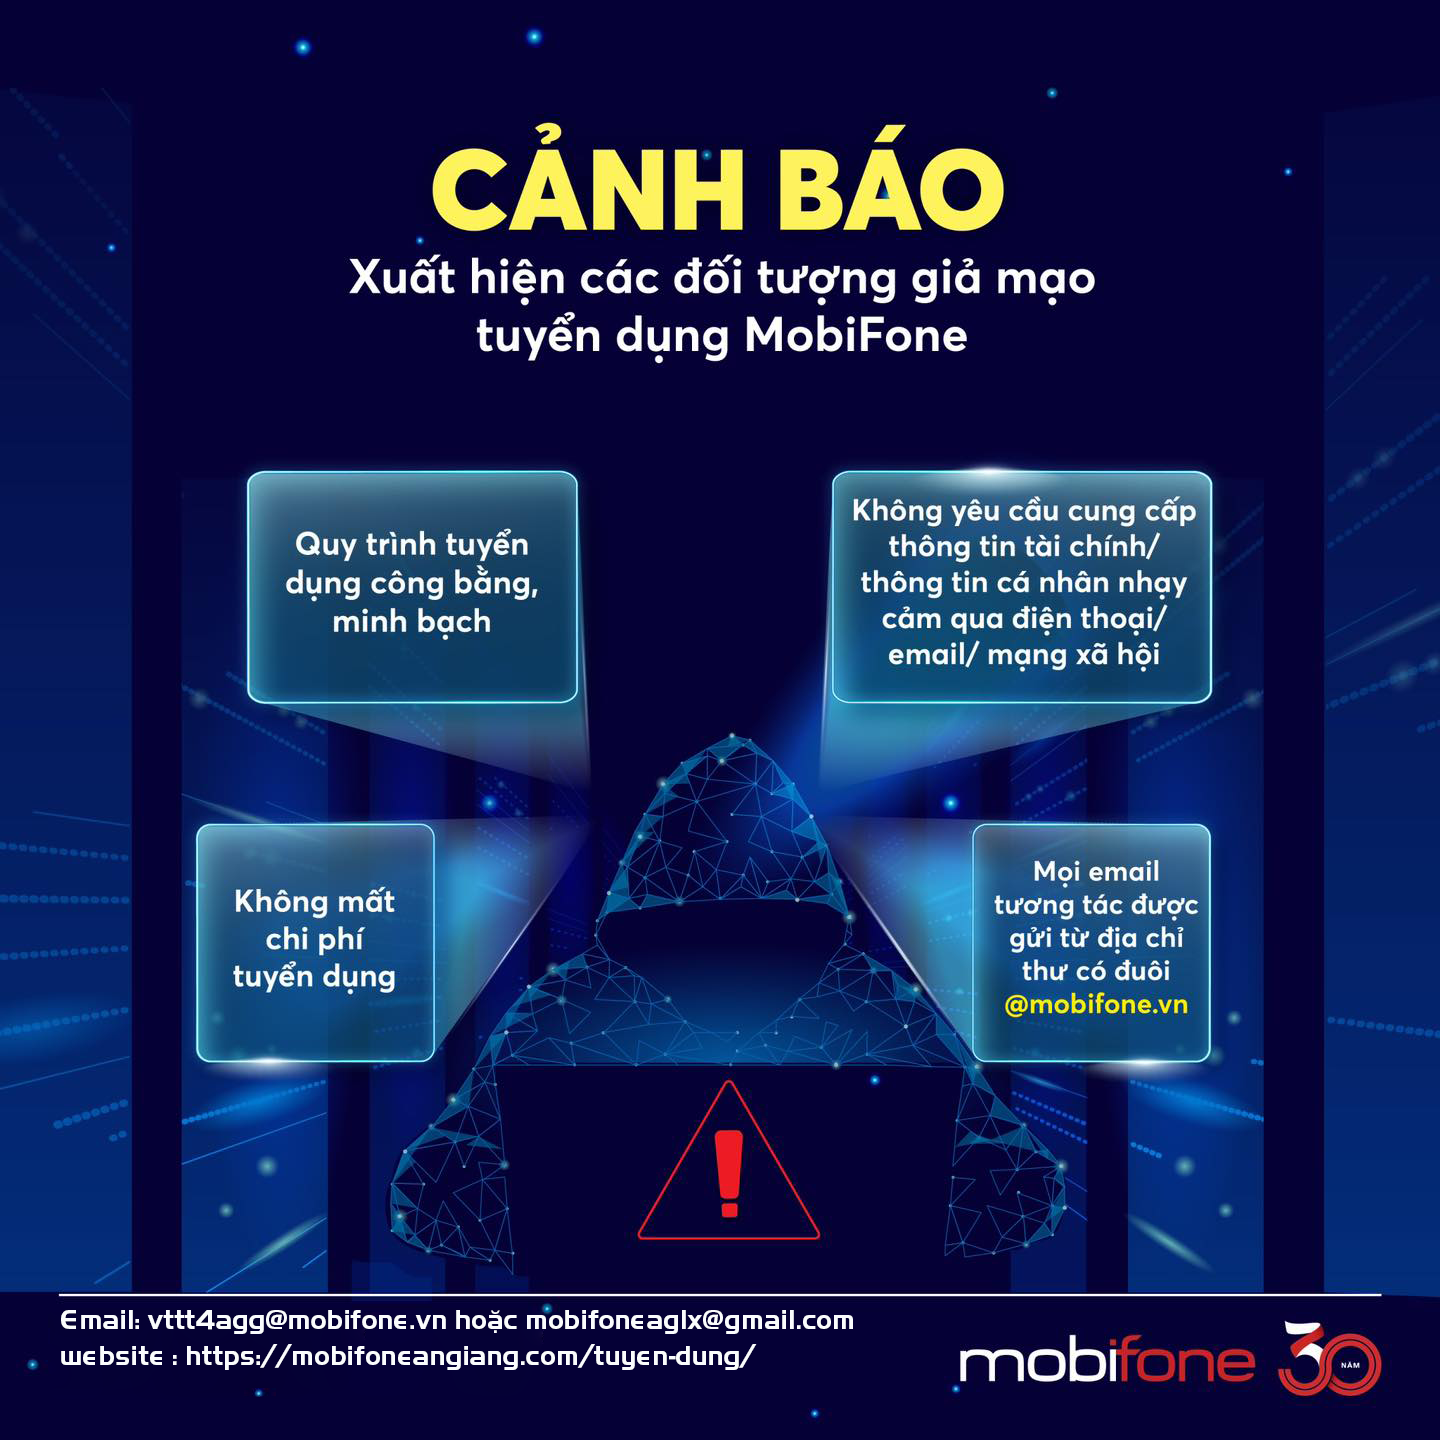 CẢNH BÁO
Xuất hiện các đối tượng giả mạo
tuyển dụng MobiFone
Quy trình tuyển
dụng công bằng,
minh bạch
Không yêu cầu cung cấp
thông tin tài chính/
thông tin cá nhân nhạy
cảm qua điện thoại/
email/ mạng xã hội
Không mất
chi phí
tuyển dụng
Mọi email
tương tác được
gửi từ địa chỉ
thư có đuôi
@mobifone.vn
Email: vttt4agg@mobifone.vn hoặc mobifoneaglx@gmail.com
website : https://mobifoneangiang.com/tuyen-dung/
mobifone
30 NĂM